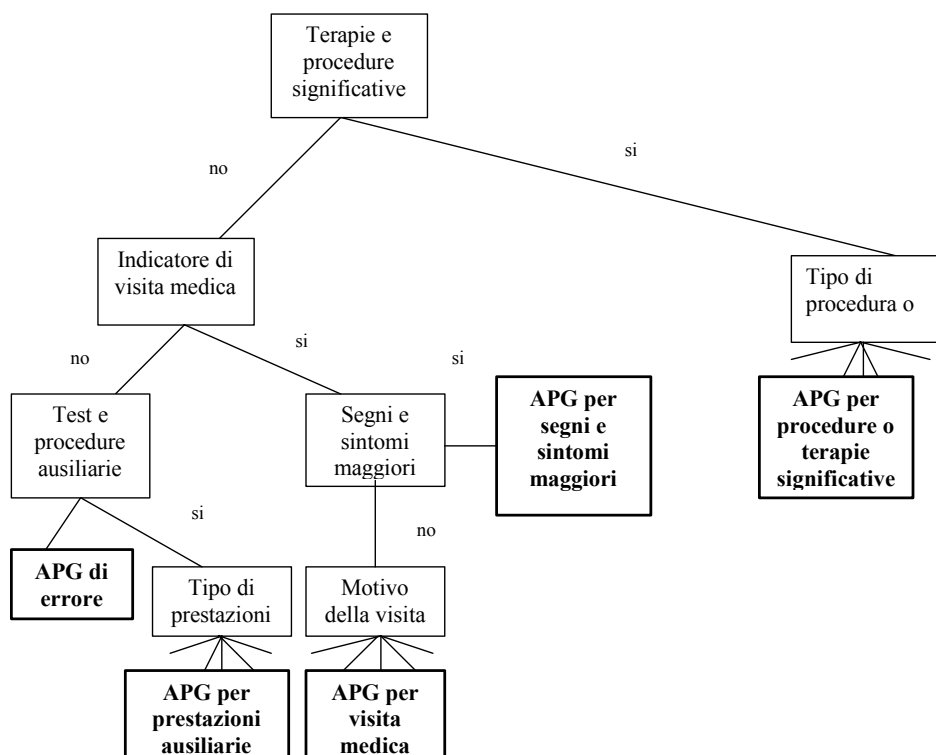 Terapie e
procedure
significative
no
si
Indicatore di
visita medica
Tipo di
procedura o
no
si
si
Test e
procedure
ausiliarie
Segni e
sintomi
maggiori
APG per
segni e
sintomi
maggiori
APG per
procedure o
terapie
significative
si
no
APG di
errore
Tipo di
prestazioni
Motivo
della visita
APG per
prestazioni
ausiliarie
APG per
visita
medica